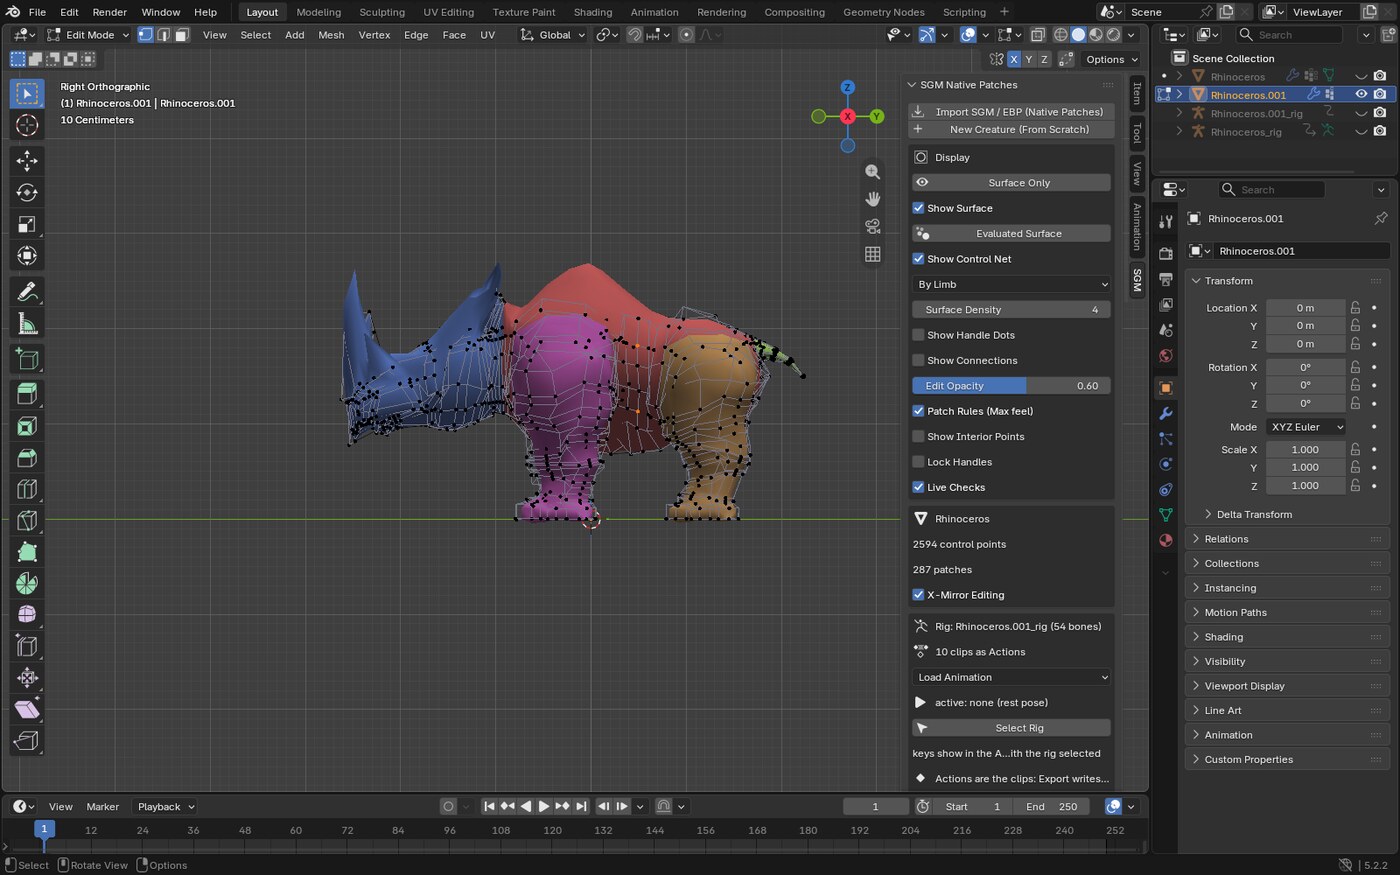 File Edit Render Window Help Layout Modeling Sculpting UV Editing Texture Paint Shading Animation Rendering Compositing Geometry Nodes Scripting + Scene ViewLayer
Edit Mode View Select Add Mesh Vertex Edge Face UV Global Search
X Y Z Options
Right Orthographic
(1) Rhinoceros.001 | Rhinoceros.001
10 Centimeters
Z
X
Y
SGM Native Patches
Import SGM / EBP (Native Patches)
New Creature (From Scratch)
Display
Surface Only
Show Surface
Evaluated Surface
Show Control Net
By Limb
Surface Density 4
Show Handle Dots
Show Connections
Edit Opacity 0.60
Patch Rules (Max feel)
Show Interior Points
Lock Handles
Live Checks
Rhinoceros
2594 control points
287 patches
X-Mirror Editing
Rig: Rhinoceros.001_rig (54 bones)
10 clips as Actions
Load Animation
active: none (rest pose)
Select Rig
keys show in the A...ith the rig selected
Actions are the clips: Export writes...
Item
Tool
View
Animation
SGM
Scene Collection
Rhinoceros
Rhinoceros.001
Rhinoceros.001_rig
Rhinoceros_rig
Search
Rhinoceros.001
Rhinoceros.001
Transform
Location X 0 m
Y 0 m
Z 0 m
Rotation X 0°
Y 0°
Z 0°
Mode XYZ Euler
Scale X 1.000
Y 1.000
Z 1.000
Delta Transform
Relations
Collections
Instancing
Motion Paths
Shading
Visibility
Viewport Display
Line Art
Animation
Custom Properties
View Marker Playback 1 Start 1 End 250
1 12 24 36 48 60 72 84 96 108 120 132 144 156 168 180 192 204 216 228 240 252
Select Rotate View Options 5.2.2